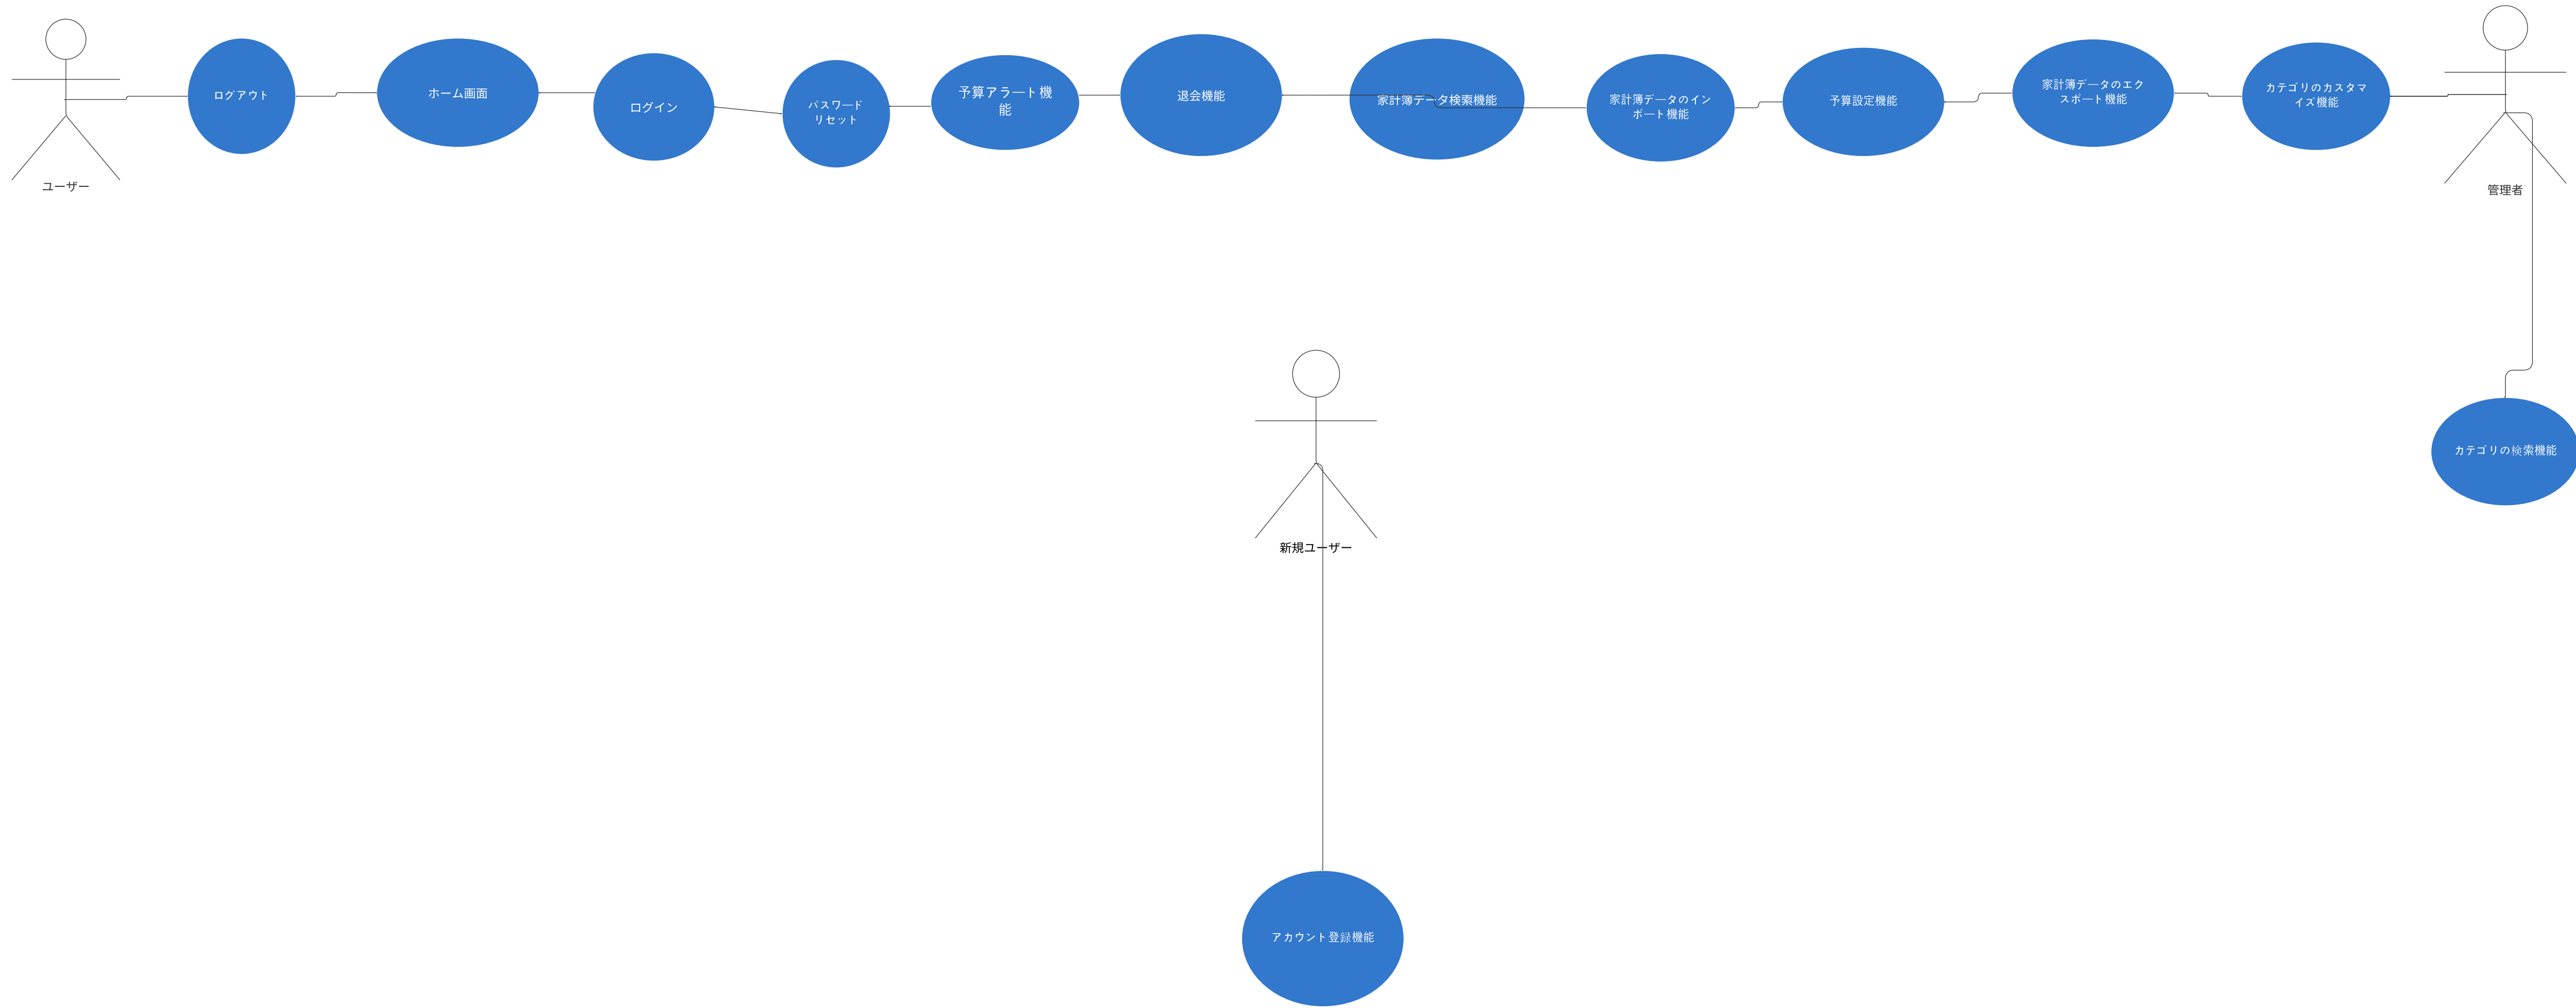 ログアウト
ホーム画面
ログイン
パスワード
リセット
予算アラート機
能
退会機能
家計簿データ検索機能
家計簿データのイン
ポート機能
予算設定機能
家計簿データのエク
スポート機能
カテゴリのカスタマ
イズ機能
ユーザー
管理者
カテゴリの検索機能
新規ユーザー
アカウント登録機能